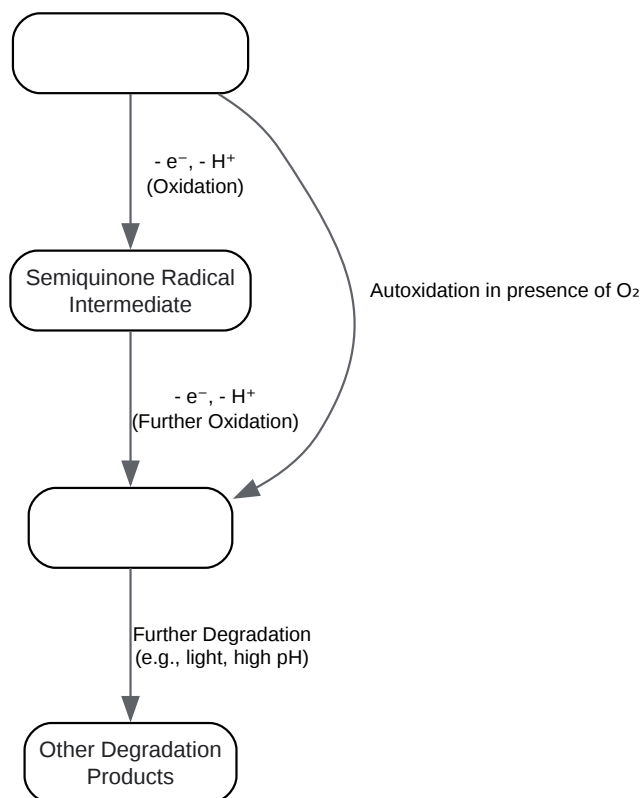 - e⁻, - H⁺
(Oxidation)
Semiquinone Radical
Intermediate
Autoxidation in presence of O₂
- e⁻, - H⁺
(Further Oxidation)
Further Degradation
(e.g., light, high pH)
Other Degradation
Products